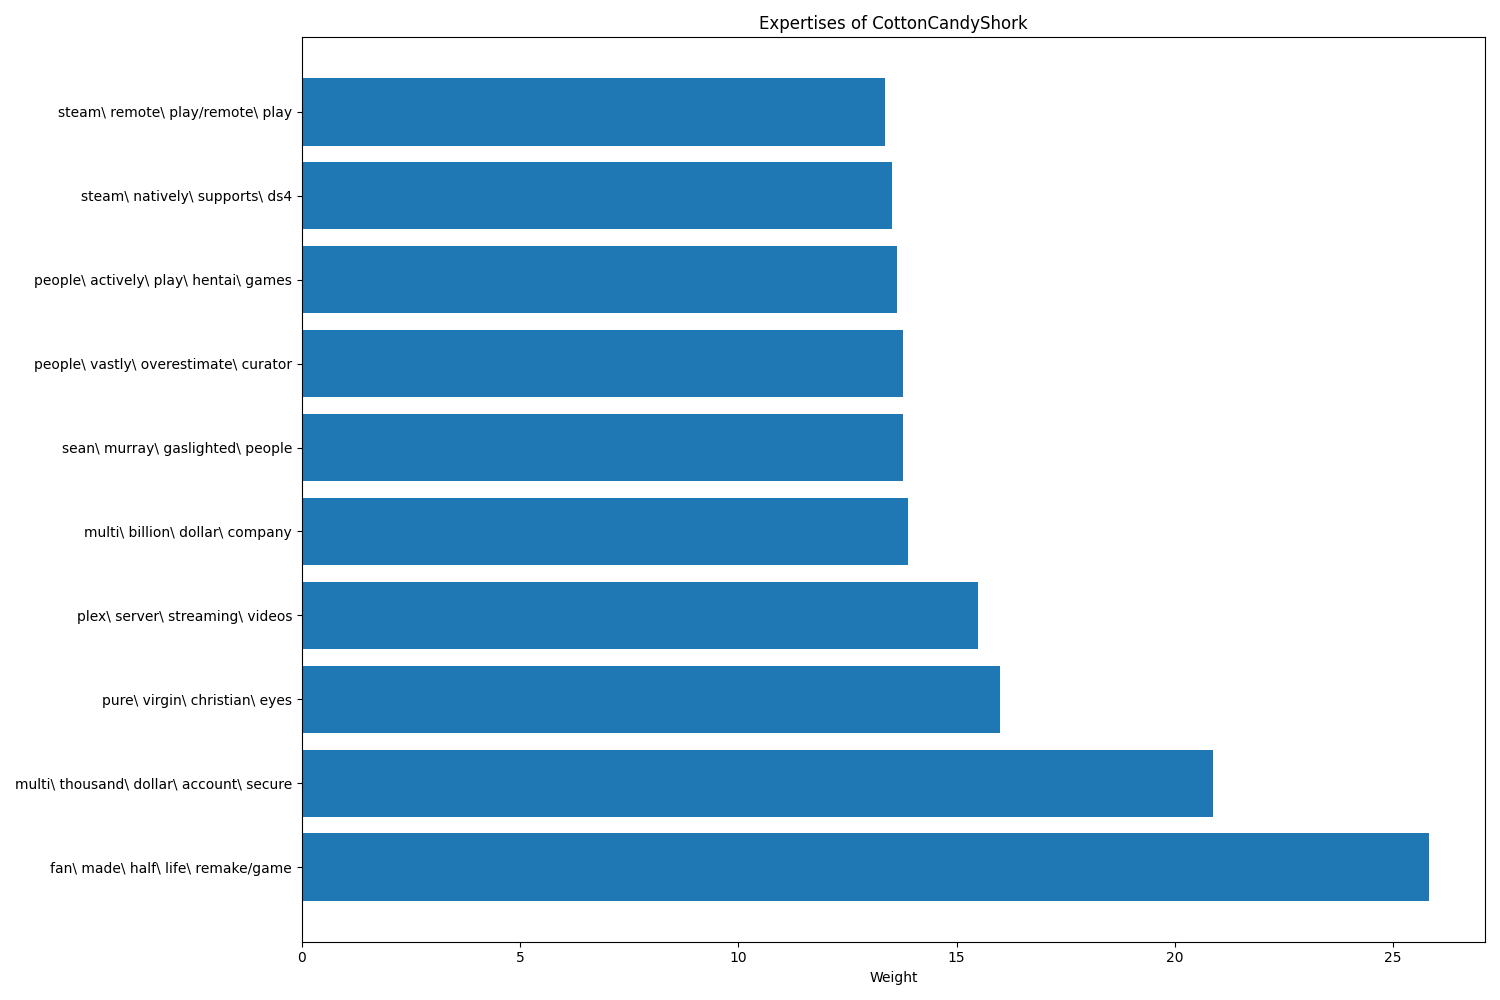 Expertises of CottonCandyShork
steam\ remote\ play/remote\ play
steam\ natively\ supports\ ds4
people\ actively\ play\ hentai\ games
people\ vastly\ overestimate\ curator
sean\ murray\ gaslighted\ people
multi\ billion\ dollar\ company
plex\ server\ streaming\ videos
pure\ virgin\ christian\ eyes
multi\ thousand\ dollar\ account\ secure
fan\ made\ half\ life\ remake/game
0 5 10 15 20 25
Weight